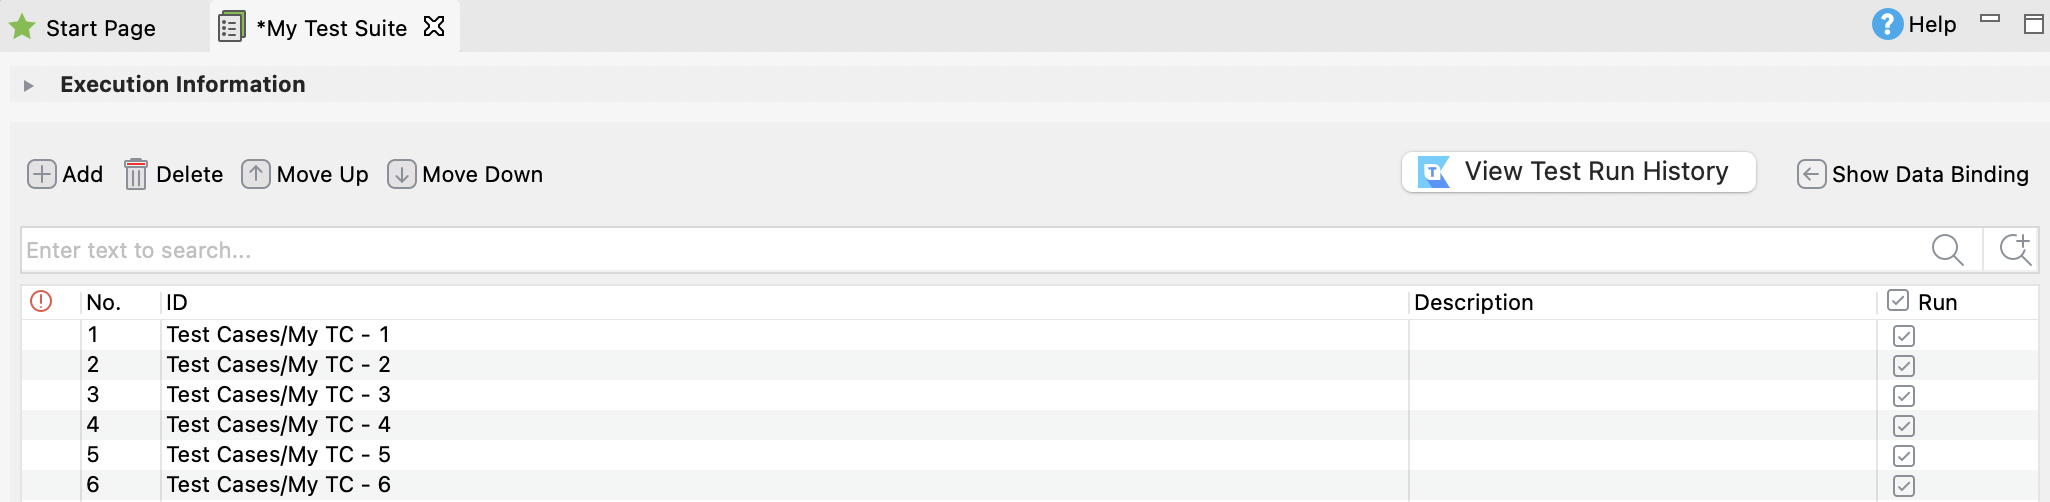 Start Page
*My Test Suite
Help
Execution Information
Add
Delete
Move Up
Move Down
View Test Run History
Show Data Binding
Enter text to search...
No. ID Description Run
1 Test Cases/My TC - 1
2 Test Cases/My TC - 2
3 Test Cases/My TC - 3
4 Test Cases/My TC - 4
5 Test Cases/My TC - 5
6 Test Cases/My TC - 6